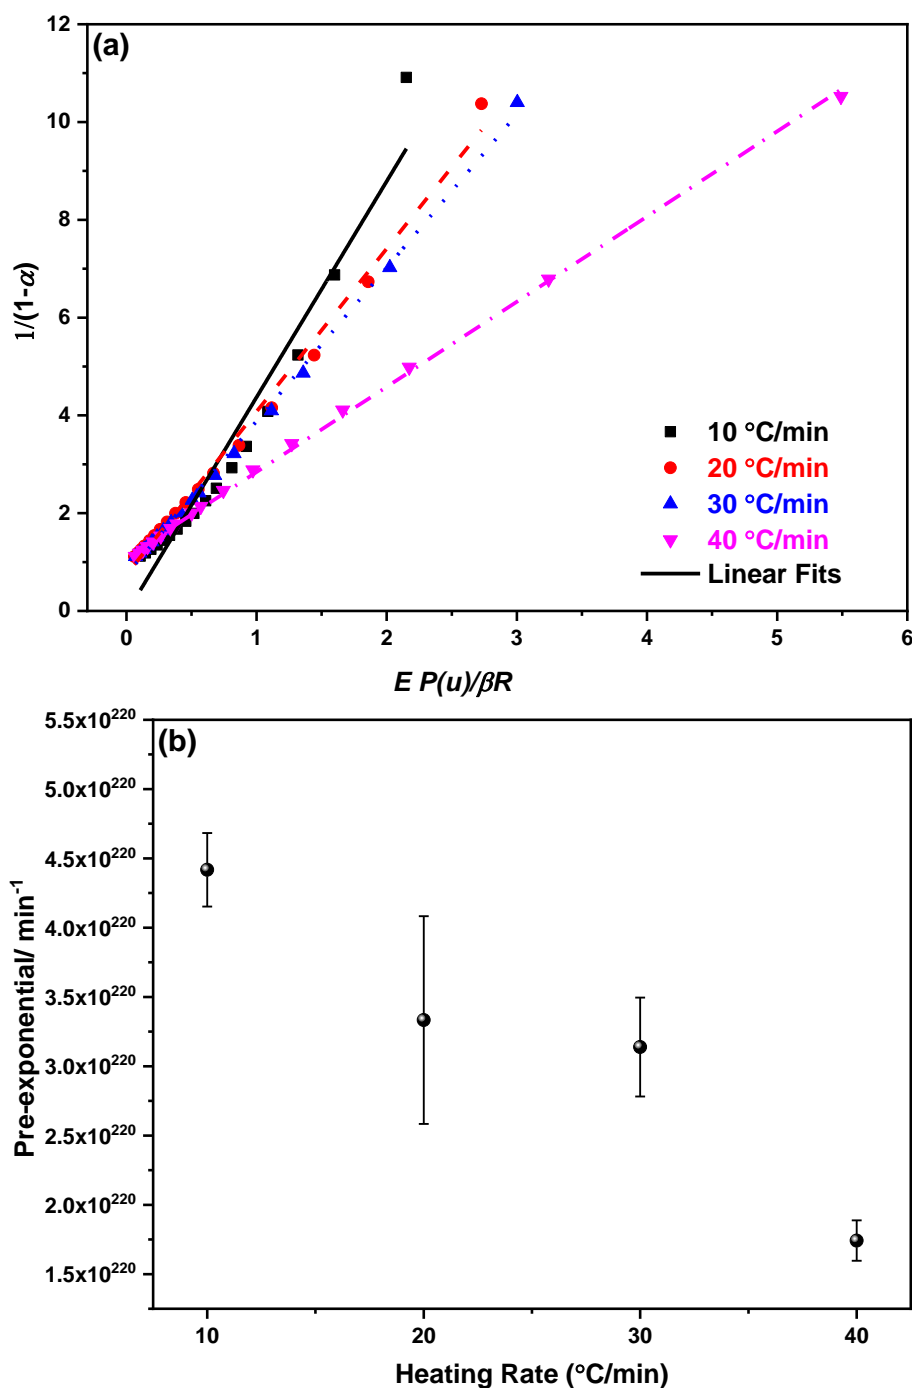 (a)
12
10
8
6
4
2
0
1/(1-α)
10 °C/min
20 °C/min
30 °C/min
40 °C/min
Linear Fits
0 1 2 3 4 5 6
E P(u)/βR
(b)
5.5x10²²⁰
5.0x10²²⁰
4.5x10²²⁰
4.0x10²²⁰
3.5x10²²⁰
3.0x10²²⁰
2.5x10²²⁰
2.0x10²²⁰
1.5x10²²⁰
Pre-exponential/ min⁻¹
10 20 30 40
Heating Rate (°C/min)